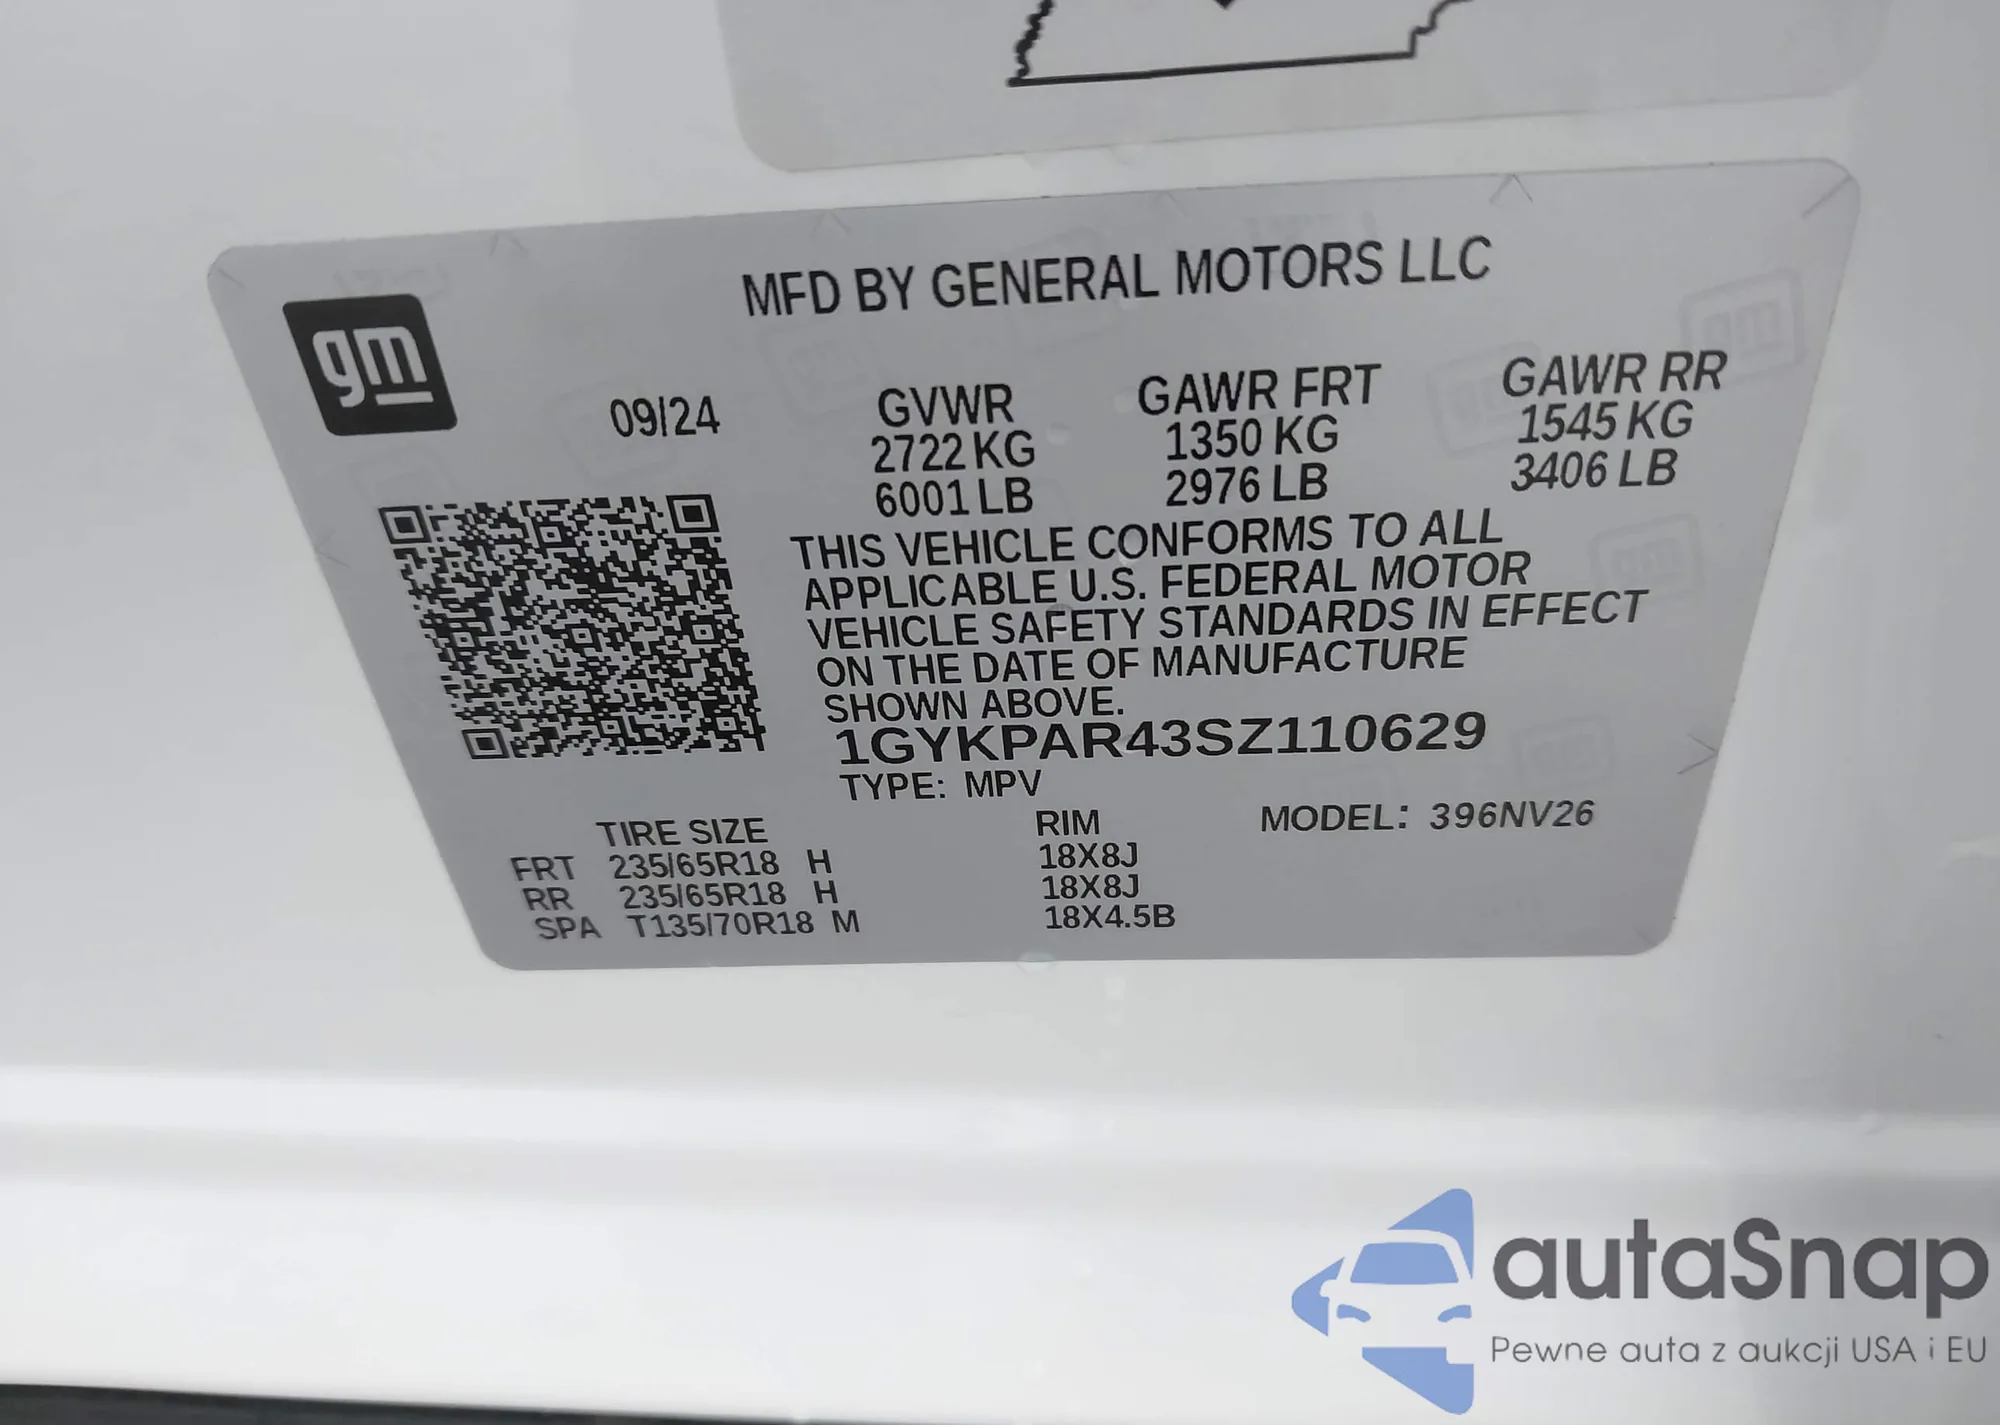 MFD BY GENERAL MOTORS LLC
gm
09/24 GVWR GAWR FRT GAWR RR
2722 KG 1350 KG 1545 KG
6001 LB 2976 LB 3406 LB
THIS VEHICLE CONFORMS TO ALL
APPLICABLE U.S. FEDERAL MOTOR
VEHICLE SAFETY STANDARDS IN EFFECT
ON THE DATE OF MANUFACTURE
SHOWN ABOVE.
1GYKPAR43SZ110629
TYPE: MPV
TIRE SIZE RIM MODEL: 396NV26
FRT 235/65R18 H 18X8J
RR 235/65R18 H 18X8J
SPA T135/70R18 M 18X4.5B
autaSnap
Pewne auta z aukcji USA i EU